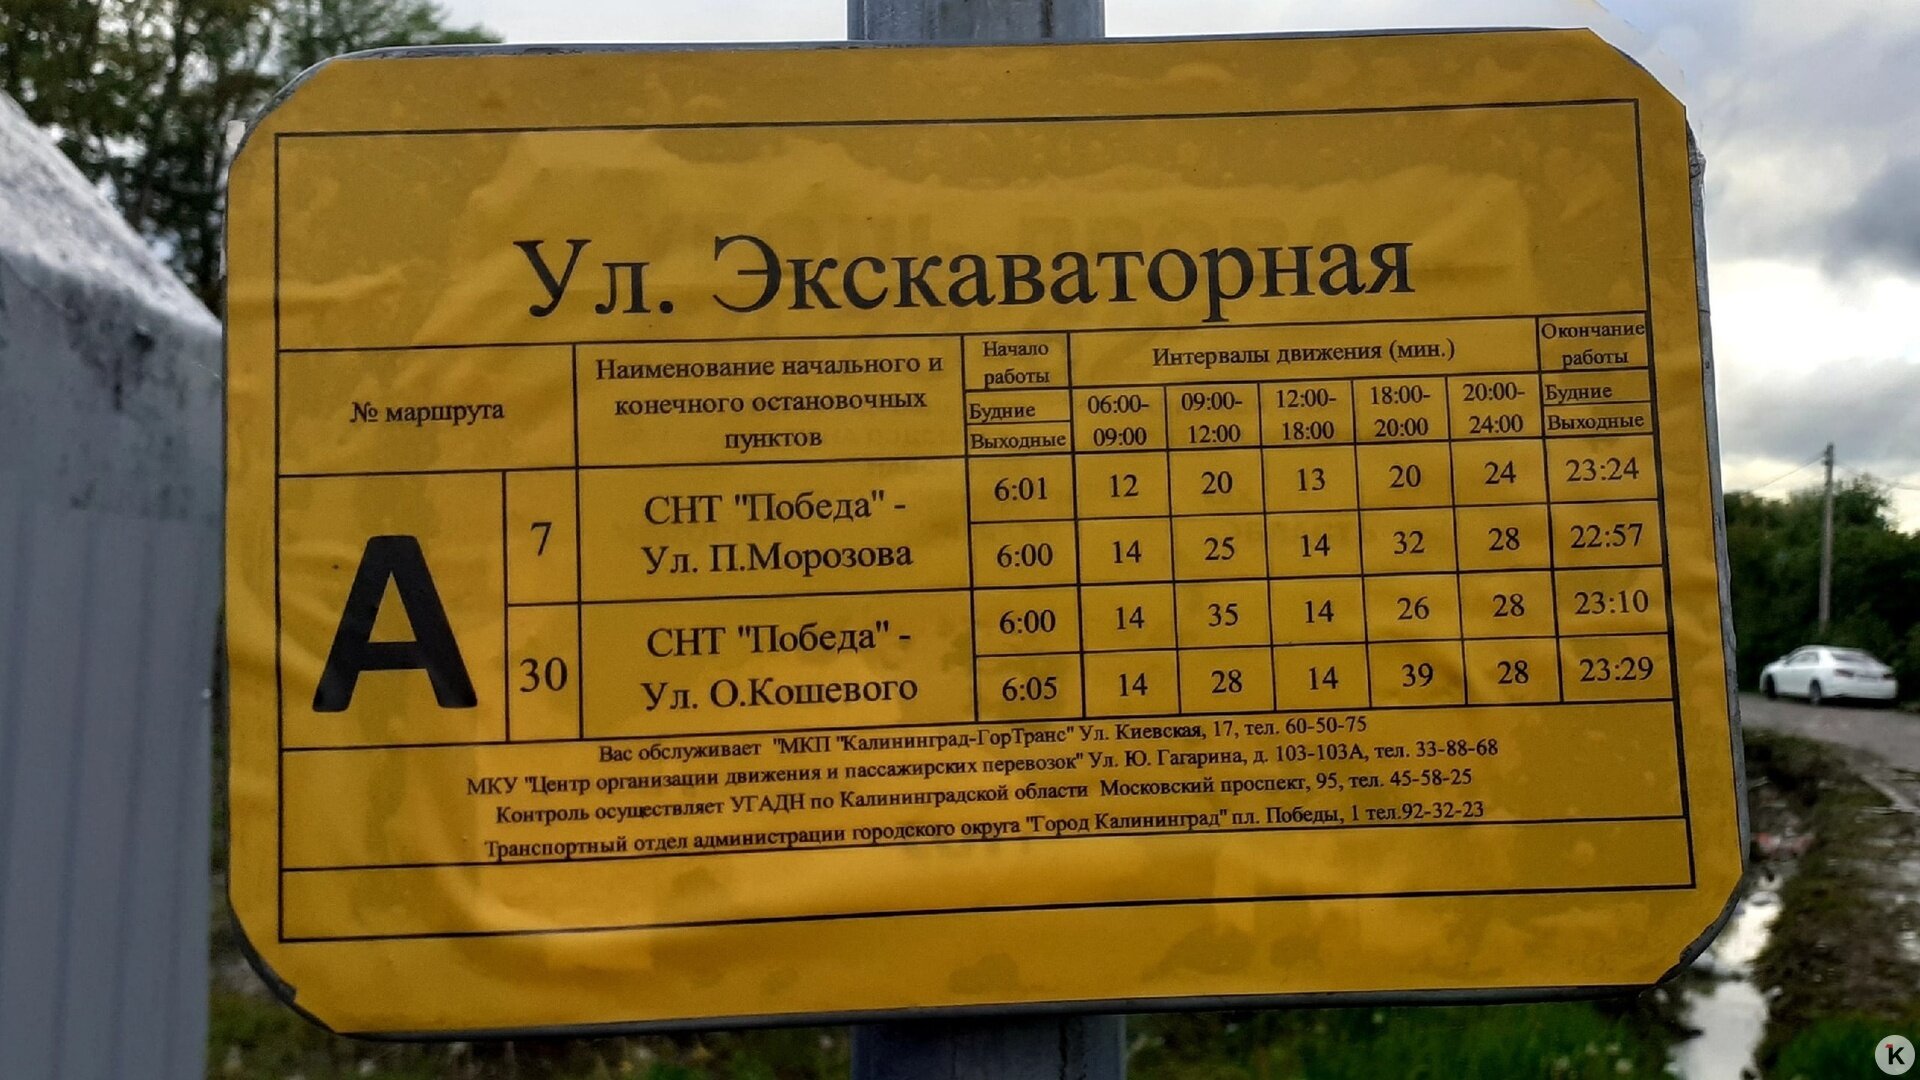 Ул. Экскаваторная
№ маршрута
Наименование начального и
конечного остановочных
пунктов
Начало
работы
Будние
Выходные
Интервалы движения (мин.)
06:00-
09:00
09:00-
12:00
12:00-
18:00
18:00-
20:00
20:00-
24:00
Окончание
работы
Будние
Выходные
А
7
СНТ "Победа" -
Ул. П.Морозова
6:01 12 20 13 20 24 23:24
6:00 14 25 14 32 28 22:57
30
СНТ "Победа" -
Ул. О.Кошевого
6:00 14 35 14 26 28 23:10
6:05 14 28 14 39 28 23:29
Вас обслуживает "МКП "Калининград-ГорТранс" Ул. Киевская, 17, тел. 60-50-75
МКУ "Центр организации движения и пассажирских перевозок" Ул. Ю. Гагарина, д. 103-103А, тел. 33-88-68
Контроль осуществляет УГАДН по Калининградской области Московский проспект, 95, тел. 45-58-25
Транспортный отдел администрации городского округа "Город Калининград" пл. Победы, 1 тел.92-32-23
k